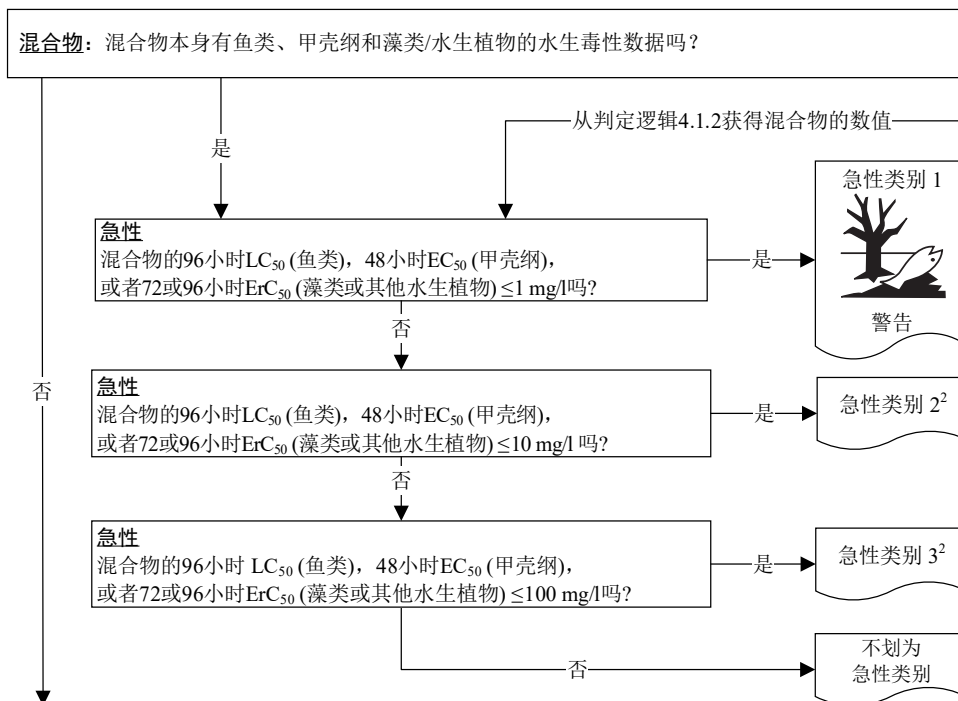 混合物：混合物本身有鱼类、甲壳纲和藻类/水生植物的水生毒性数据吗？
从判定逻辑4.1.2获得混合物的数值
是
急性类别 1
警告
急性
混合物的96小时LC50 (鱼类)，48小时EC50 (甲壳纲)，
或者72或96小时ErC50 (藻类或其他水生植物) ≤1 mg/l吗?
是
否
否
急性
混合物的96小时LC50 (鱼类)，48小时EC50 (甲壳纲)，
或者72或96小时ErC50 (藻类或其他水生植物) ≤10 mg/l 吗?
是
急性类别 2²
否
急性
混合物的96小时 LC50 (鱼类)，48小时EC50 (甲壳纲)，
或者72或96小时ErC50 (藻类或其他水生植物) ≤100 mg/l吗?
是
急性类别 3²
否
不划为
急性类别